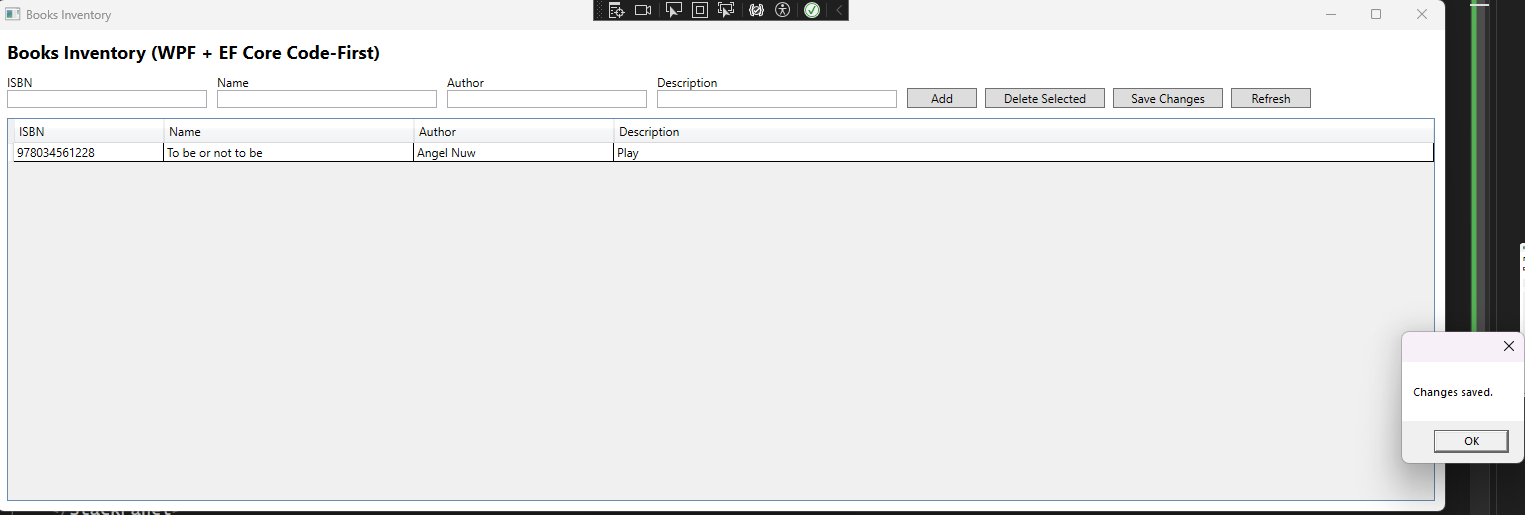 Books Inventory
Books Inventory (WPF + EF Core Code-First)
ISBN Name Author Description
Add Delete Selected Save Changes Refresh
ISBN Name Author Description
978034561228 To be or not to be Angel Nuw Play
Changes saved.
OK